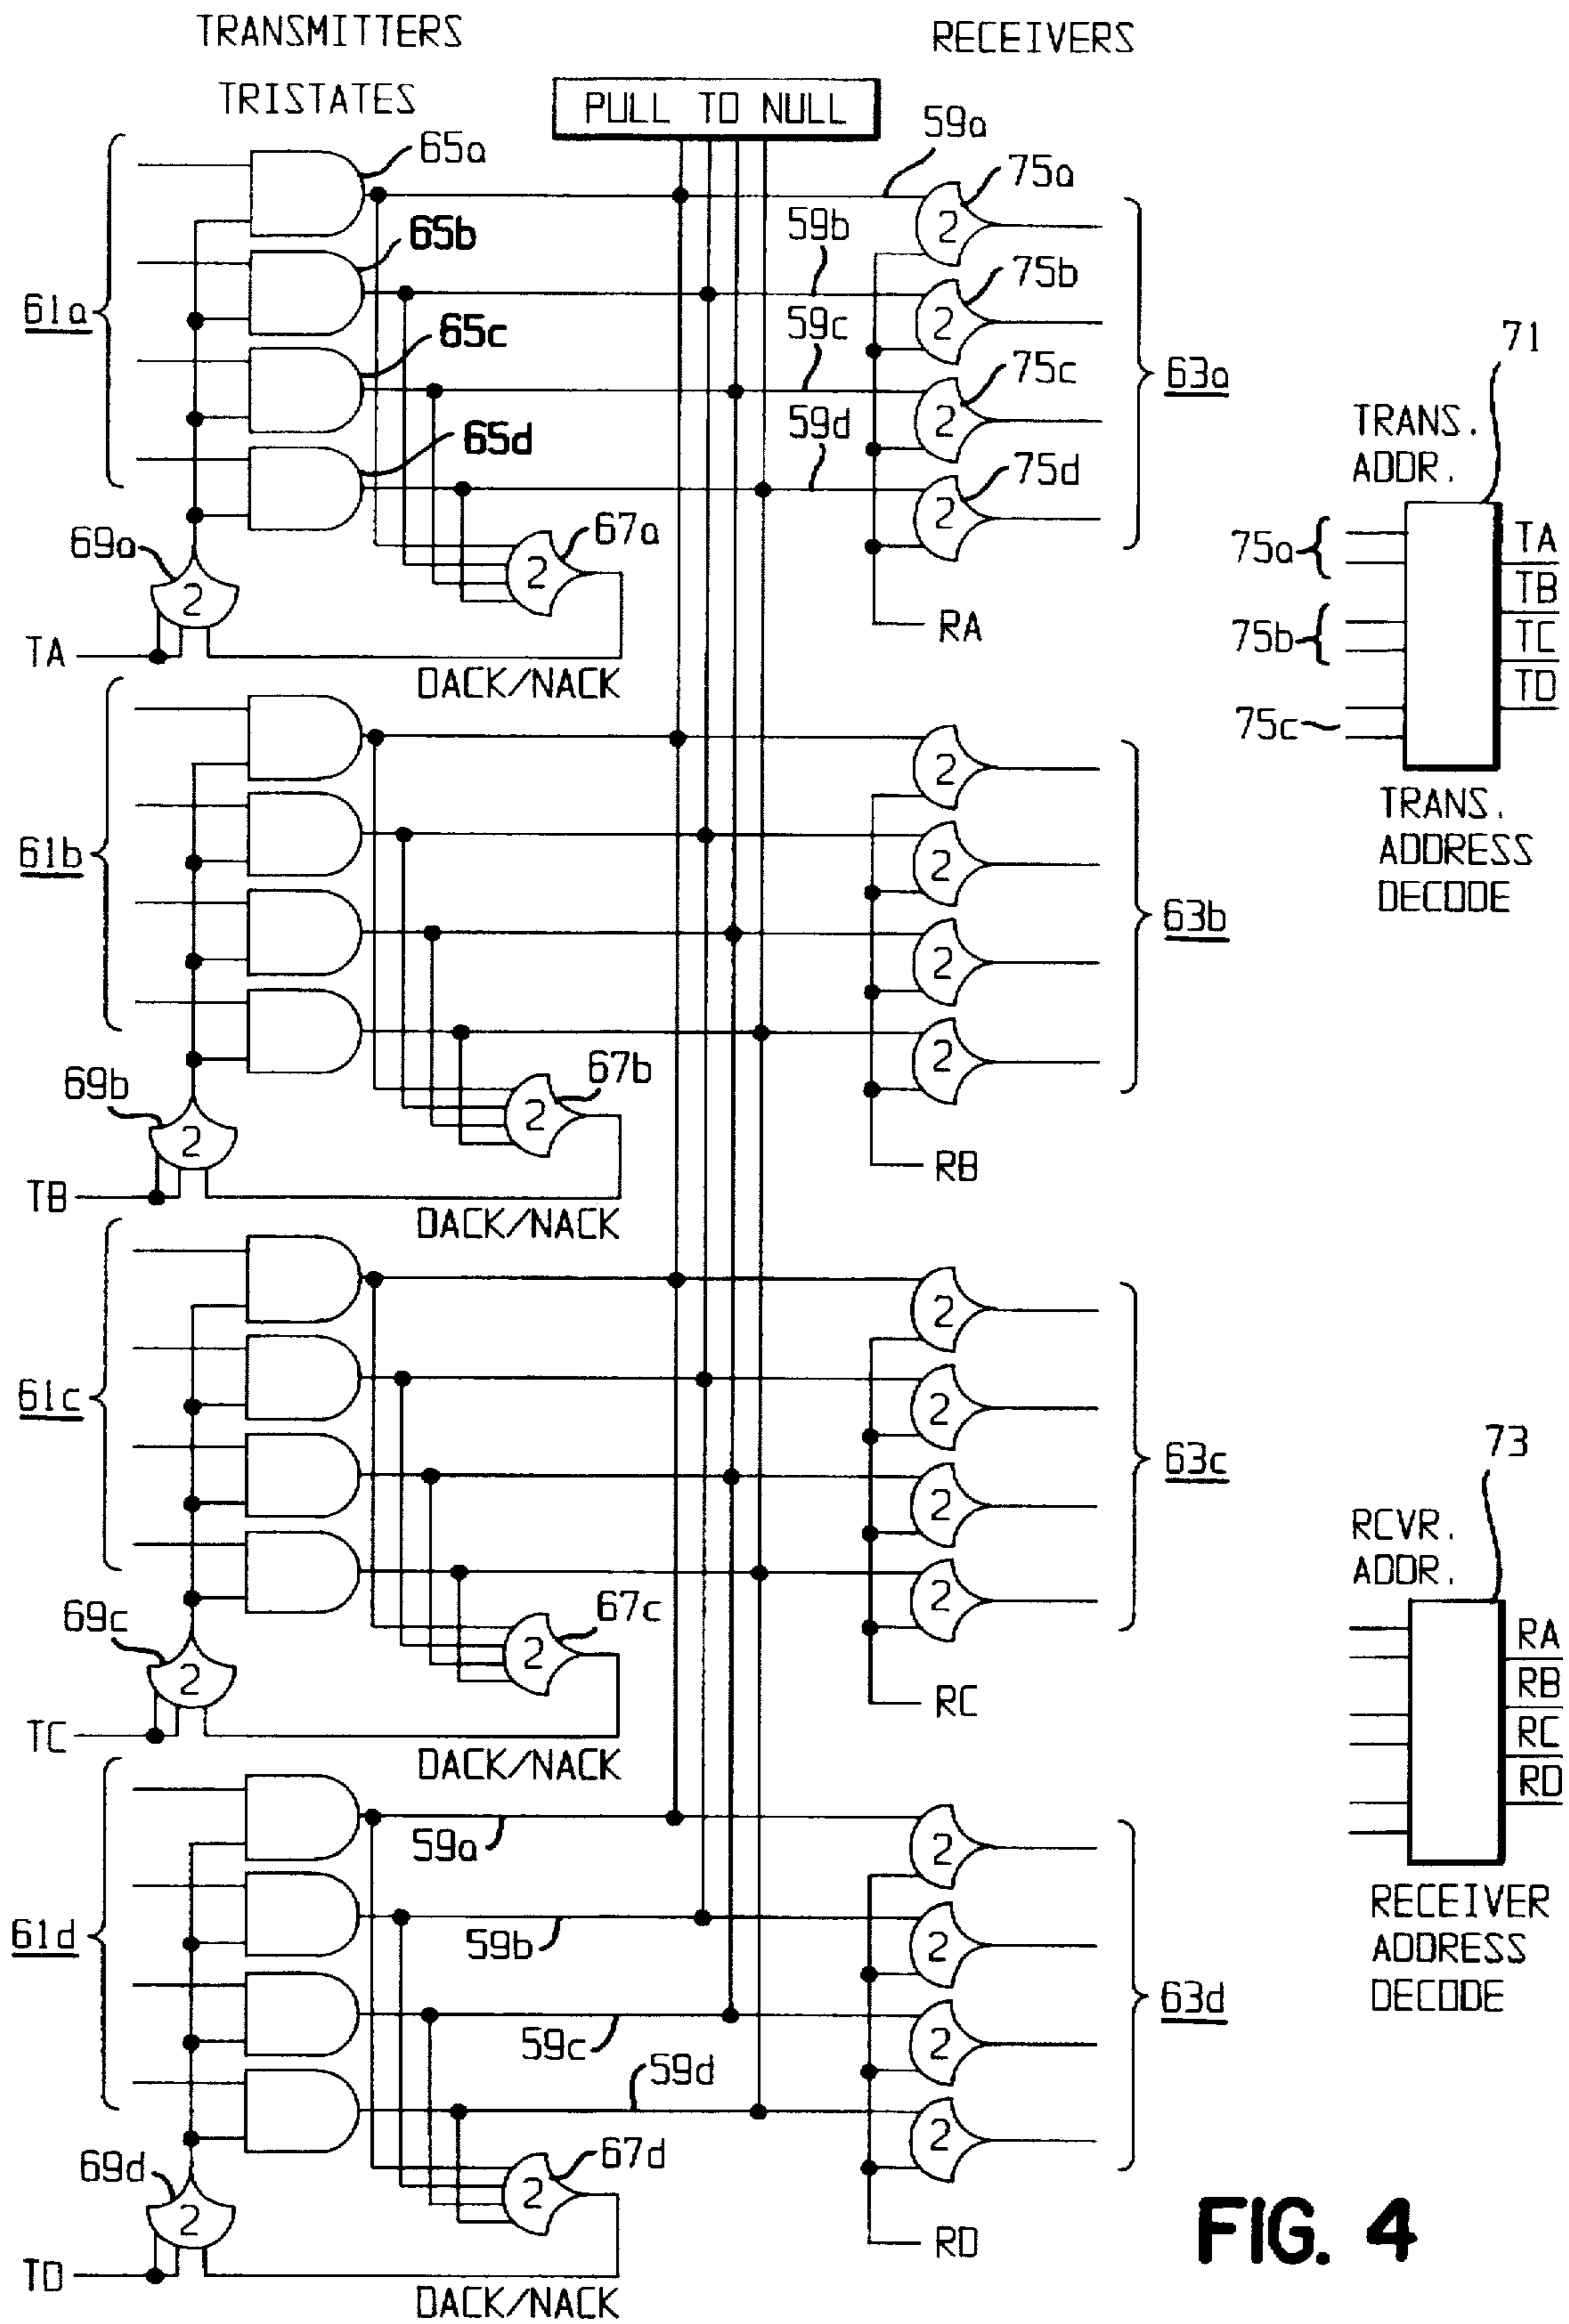 TRANSMITTERS
RECEIVERS
TRISTATES
PULL TO NULL
59a
65a
75a
65b
59b
75b
61a
65c
59c
75c
63a
71
65d
59d
75d
TRANS.
ADDR.
69a
2
67a
2
2
2
2
2
TA
RA
DACK/NACK
75a
75b
75c
TA
TB
TC
TD
TRANS.
ADDRESS
DECODE
61b
2
2
2
2
63b
69b
2
67b
2
TB
RB
DACK/NACK
61c
2
2
2
2
63c
69c
2
67c
2
TC
RC
DACK/NACK
73
RCVR.
ADDR.
RA
RB
RC
RD
RECEIVER
ADDRESS
DECODE
59a
2
61d
59b
2
59c
2
63d
59d
2
69d
2
67d
2
TD
RD
DACK/NACK
FIG. 4